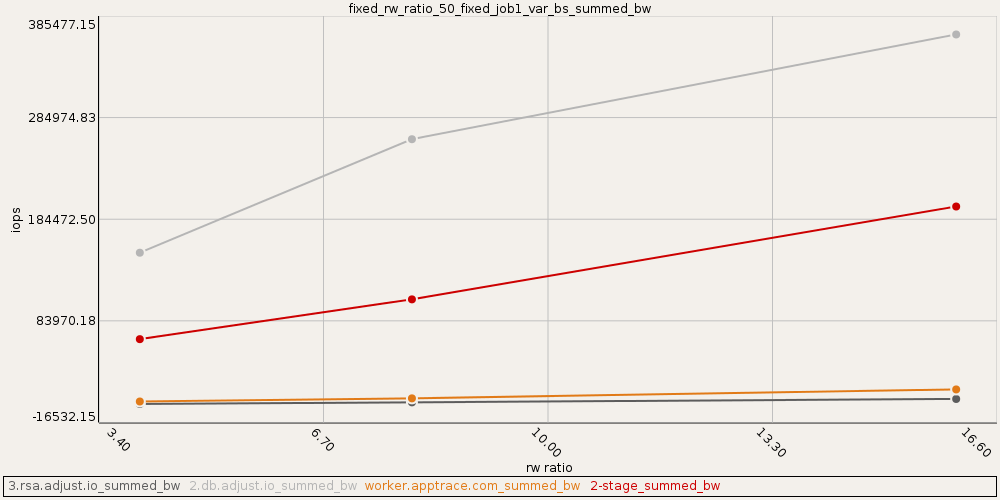 fixed_rw_ratio_50_fixed_job1_var_bs_summed_bw
385477.15
284974.83
184472.50
83970.18
-16532.15
iops
3.40
6.70
10.00
13.30
16.60
rw ratio
3.rsa.adjust.io_summed_bw 2.db.adjust.io_summed_bw worker.apptrace.com_summed_bw 2-stage_summed_bw